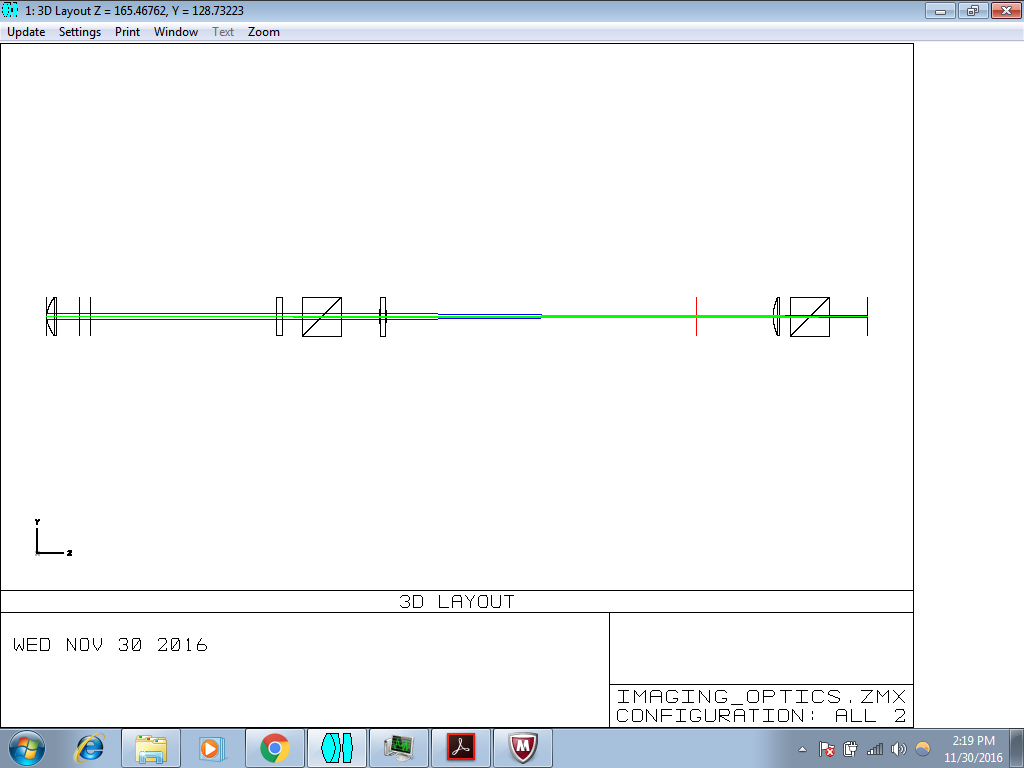 1: 3D Layout Z = 165.46762, Y = 128.73223
Update Settings Print Window Text Zoom
Y
Z
3D LAYOUT
WED NOV 30 2016
IMAGING_OPTICS.ZMX
CONFIGURATION: ALL 2
2:19 PM
11/30/2016